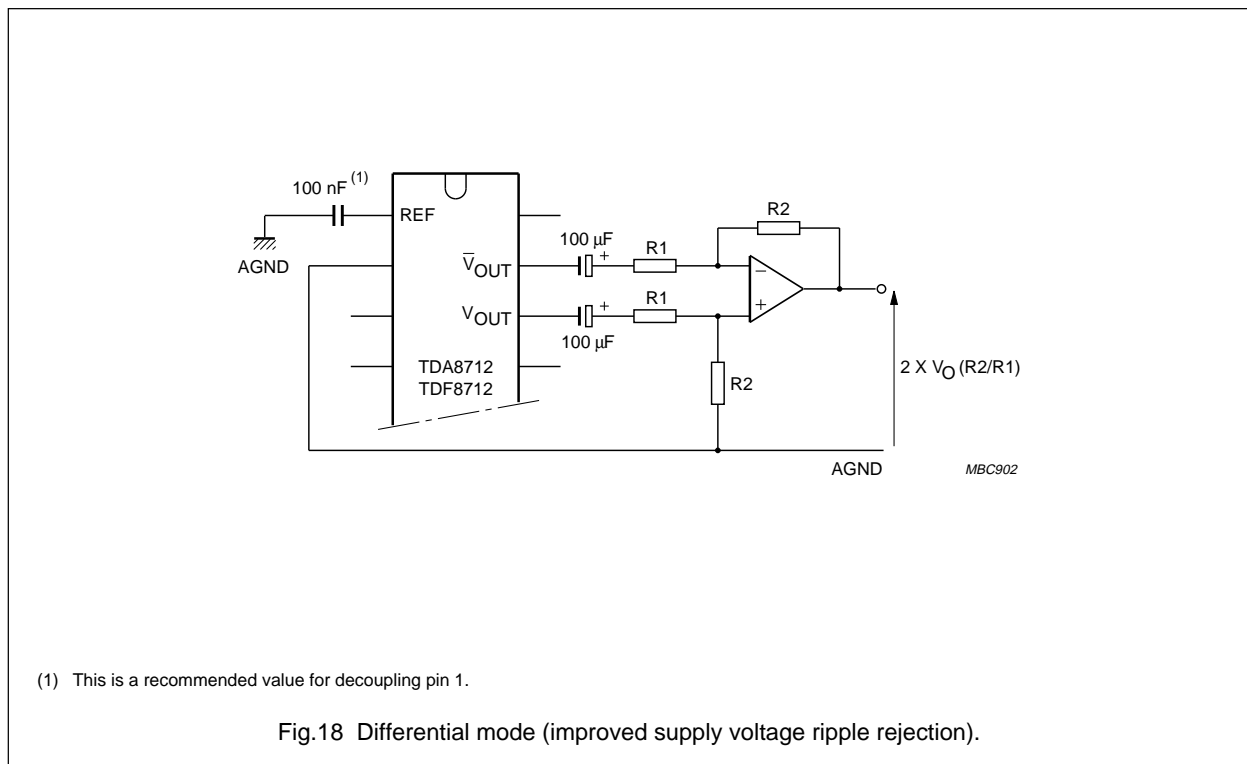 100 nF (1)
REF
AGND
V̅OUT
VOUT
100 µF
+
R1
R2
−
+
R1
+
100 µF
TDA8712
TDF8712
R2
2 X VO (R2/R1)
AGND
MBC902
(1) This is a recommended value for decoupling pin 1.
Fig.18 Differential mode (improved supply voltage ripple rejection).